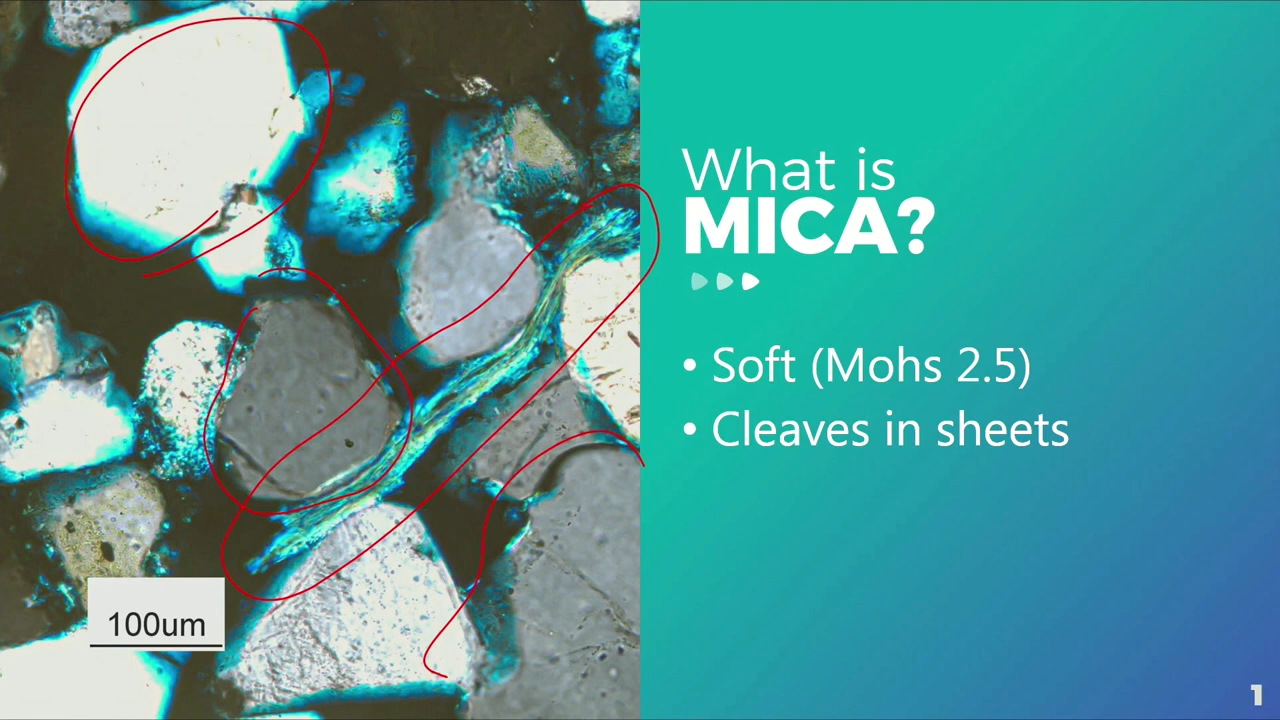 What is
MICA?
• Soft (Mohs 2.5)
• Cleaves in sheets
100um
1